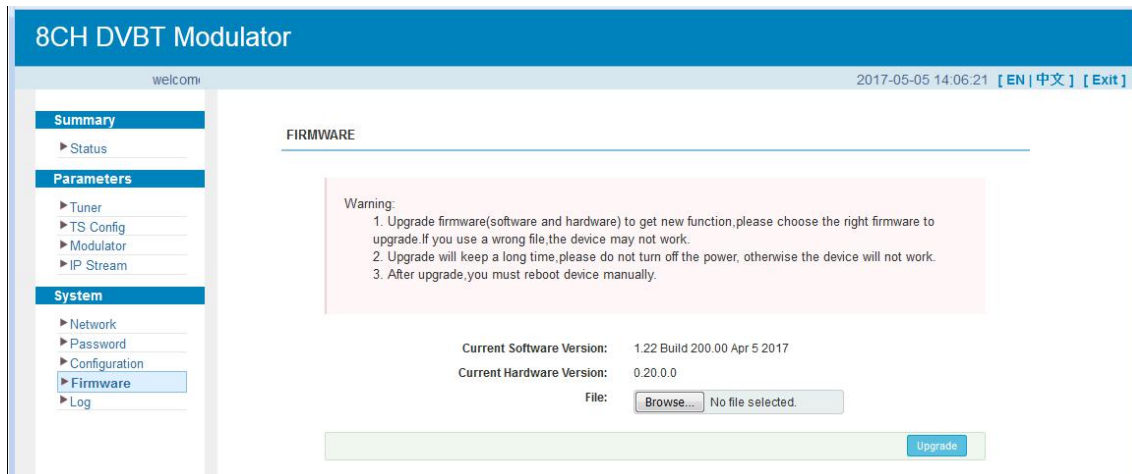 8CH DVBT Modulator
2017-05-05 14:06:21 [ EN | 中文 ] [ Exit ]
Summary
Status
Parameters
Tuner
TS Config
Modulator
IP Stream
System
Network
Password
Configuration
Firmware
Log
FIRMWARE
Warning:
1. Upgrade firmware(software and hardware) to get new function,please choose the right firmware to
upgrade.If you use a wrong file,the device may not work.
2. Upgrade will keep a long time,please do not turn off the power, otherwise the device will not work.
3. After upgrade,you must reboot device manually.
Current Software Version: 1.22 Build 200.00 Apr 5 2017
Current Hardware Version: 0.20.0.0
File: Browse... No file selected.
Upgrade